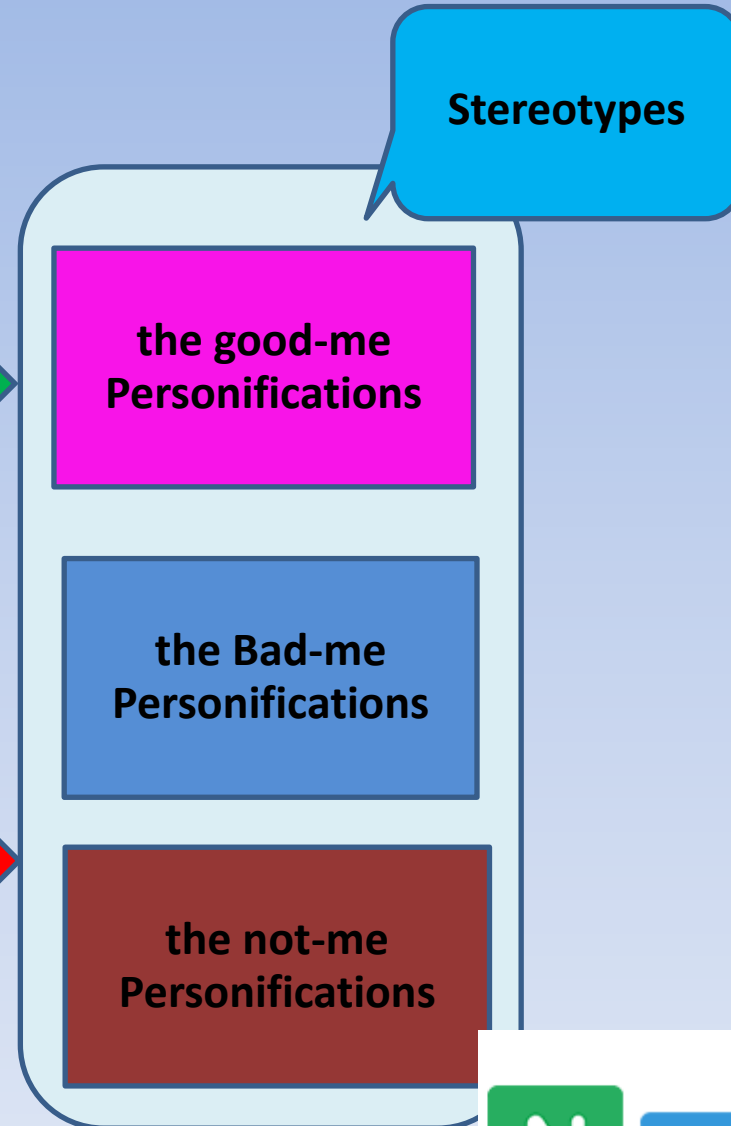 Stereotypes
the good-me
Personifications
the Bad-me
Personifications
the not-me
Personifications